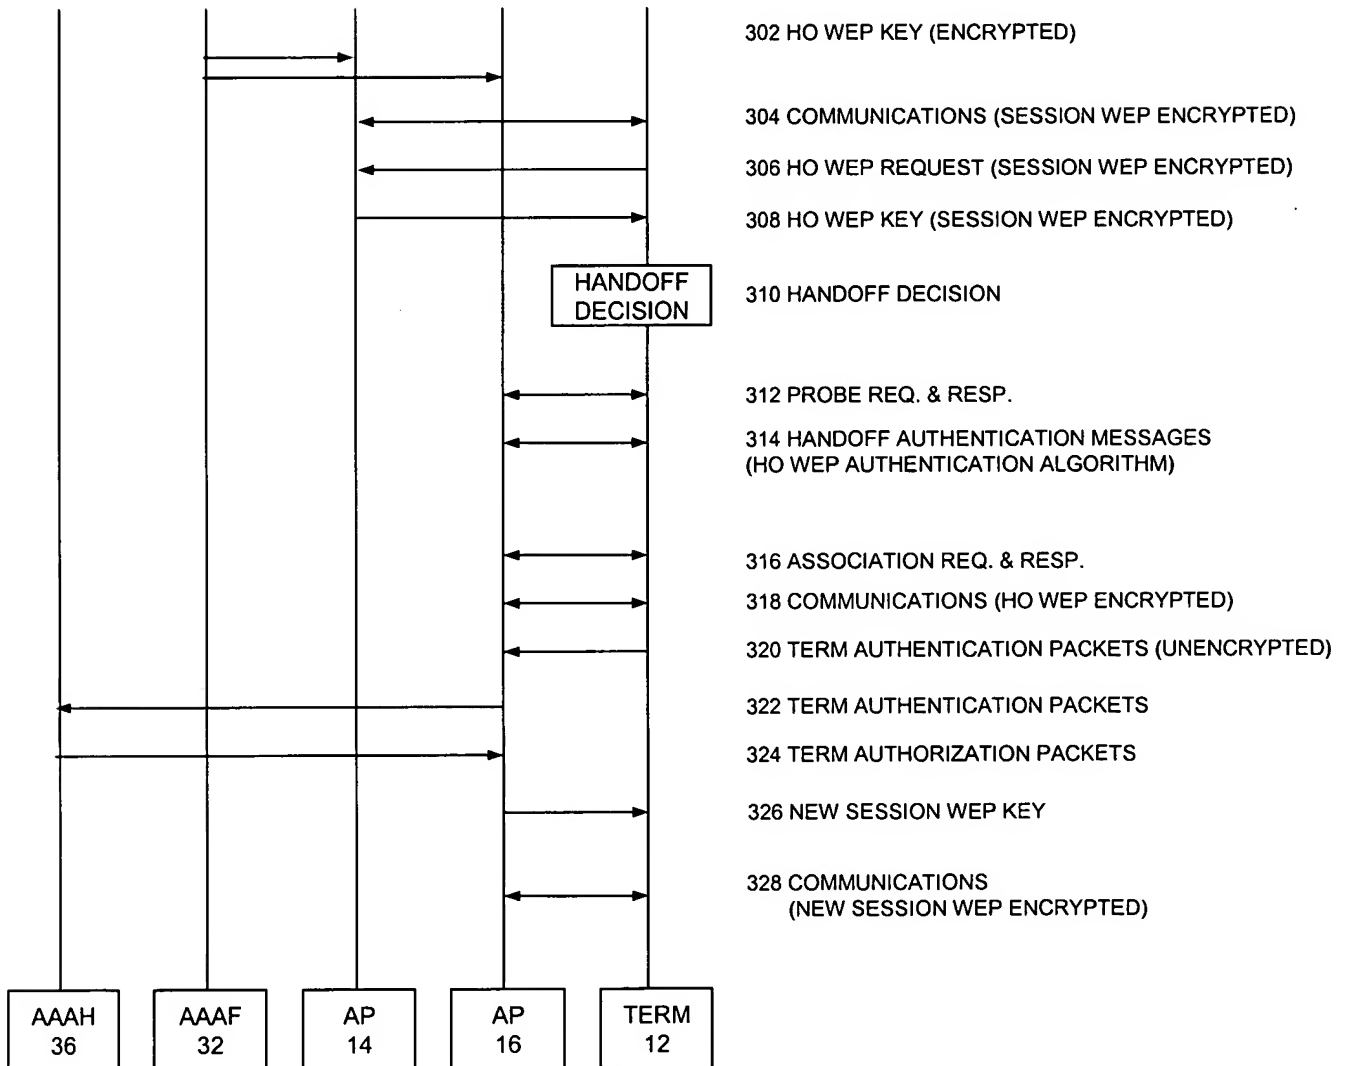 302 HO WEP KEY (ENCRYPTED)
304 COMMUNICATIONS (SESSION WEP ENCRYPTED)
306 HO WEP REQUEST (SESSION WEP ENCRYPTED)
308 HO WEP KEY (SESSION WEP ENCRYPTED)
HANDOFF
DECISION
310 HANDOFF DECISION
312 PROBE REQ. & RESP.
314 HANDOFF AUTHENTICATION MESSAGES
(HO WEP AUTHENTICATION ALGORITHM)
316 ASSOCIATION REQ. & RESP.
318 COMMUNICATIONS (HO WEP ENCRYPTED)
320 TERM AUTHENTICATION PACKETS (UNENCRYPTED)
322 TERM AUTHENTICATION PACKETS
324 TERM AUTHORIZATION PACKETS
326 NEW SESSION WEP KEY
328 COMMUNICATIONS
(NEW SESSION WEP ENCRYPTED)
AAAH
36
AAAF
32
AP
14
AP
16
TERM
12